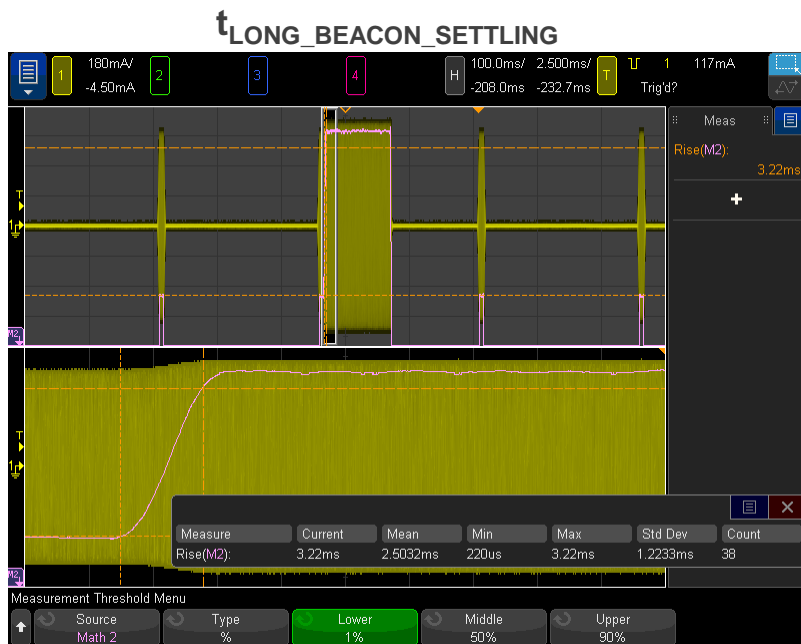 tLONG_BEACON_SETTLING
1 180mA/ -4.50mA 2 3 4 H 100.0ms/ -208.0ms 2.500ms/ -232.7ms T 1 117mA Trig'd?
Meas
Rise(M2):
3.22ms
+
T
1
M2
T
1
M2
Measure Current Mean Min Max Std Dev Count
Rise(M2): 3.22ms 2.5032ms 220us 3.22ms 1.2233ms 38
Measurement Threshold Menu
Source Type Lower Middle Upper
Math 2 % 1% 50% 90%